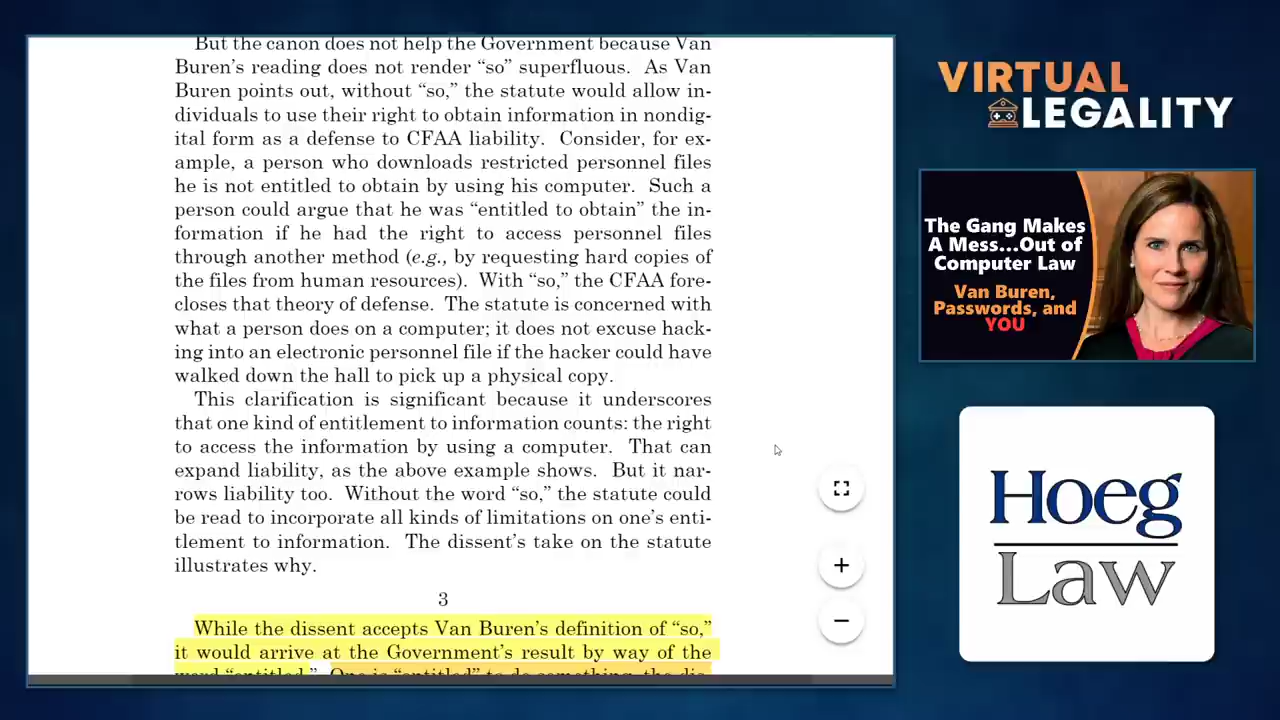 But the canon does not help the Government because Van
Buren's reading does not render “so” superfluous. As Van
Buren points out, without “so,” the statute would allow in-
dividuals to use their right to obtain information in nondig-
ital form as a defense to CFAA liability. Consider, for ex-
ample, a person who downloads restricted personnel files
he is not entitled to obtain by using his computer. Such a
person could argue that he was “entitled to obtain” the in-
formation if he had the right to access personnel files
through another method (e.g., by requesting hard copies of
the files from human resources). With “so,” the CFAA fore-
closes that theory of defense. The statute is concerned with
what a person does on a computer; it does not excuse hack-
ing into an electronic personnel file if the hacker could have
walked down the hall to pick up a physical copy.
This clarification is significant because it underscores
that one kind of entitlement to information counts: the right
to access the information by using a computer. That can
expand liability, as the above example shows. But it nar-
rows liability too. Without the word “so,” the statute could
be read to incorporate all kinds of limitations on one's enti-
tlement to information. The dissent's take on the statute
illustrates why.
3
While the dissent accepts Van Buren's definition of “so,”
it would arrive at the Government's result by way of the
word “entitled.” One is “entitled” to do something, the dis-
VIRTUAL
LEGALITY
The Gang Makes
A Mess...Out of
Computer Law
Van Buren,
Passwords, and
YOU
Hoeg
Law